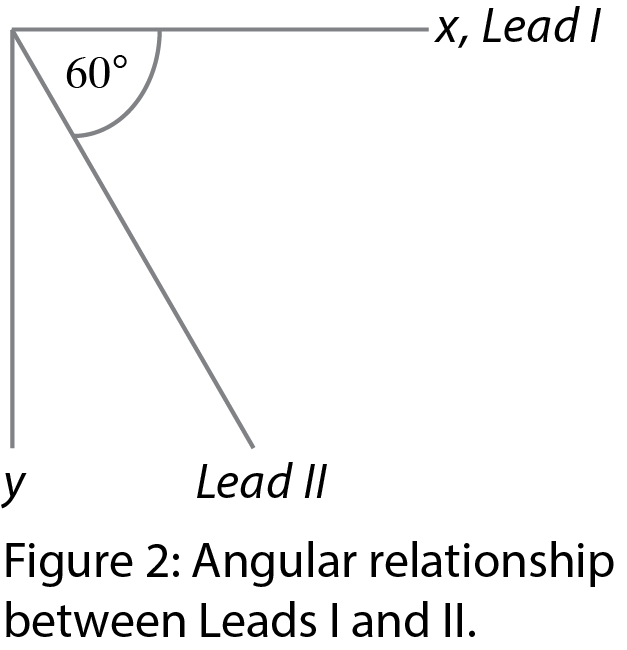 x, Lead I
60°
y
Lead II
Figure 2: Angular relationship
between Leads I and II.